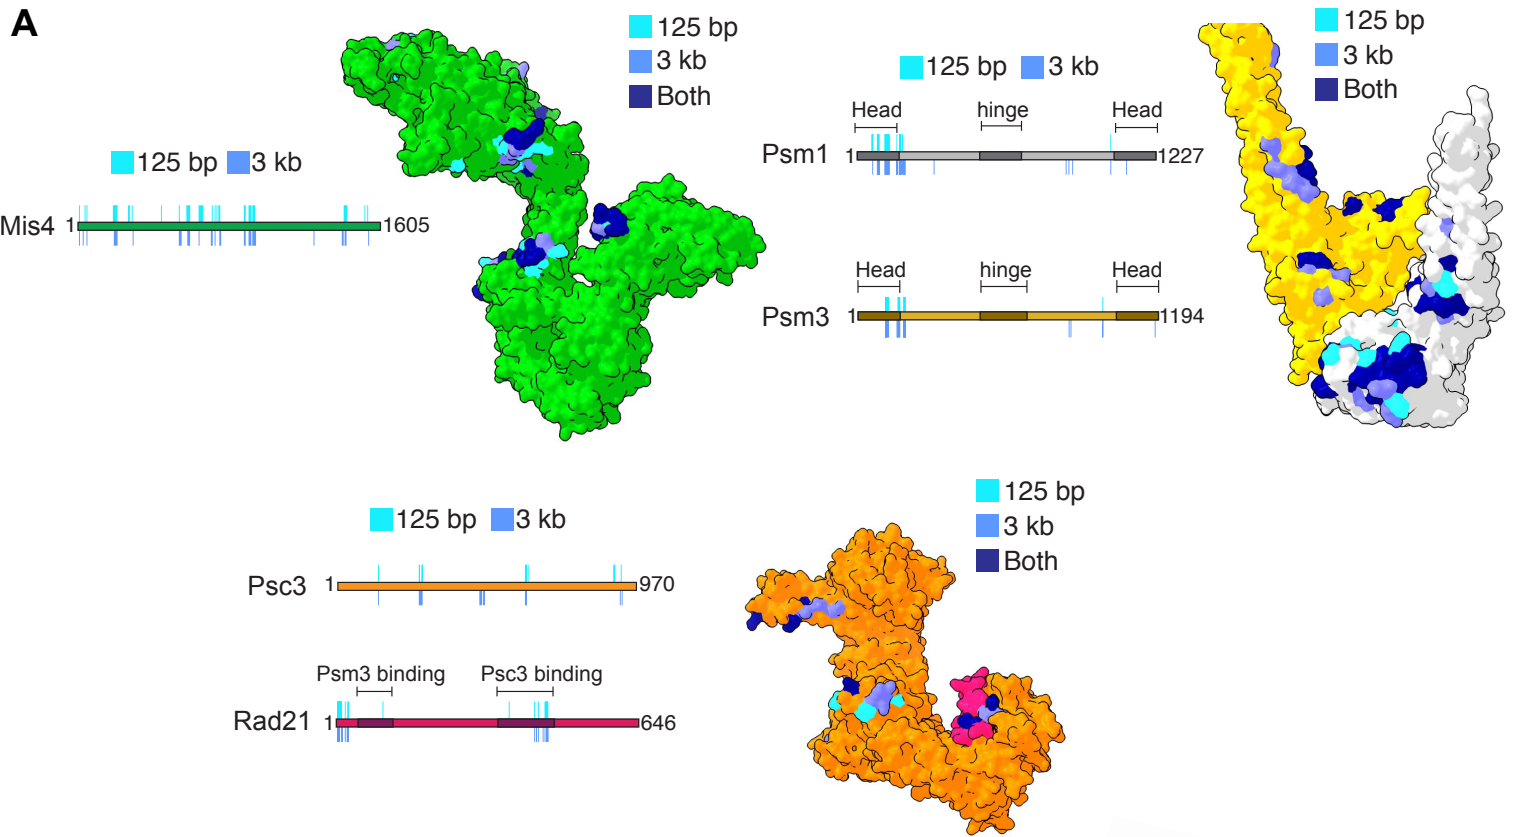 A
125 bp 3 kb
Mis4 1 1605
125 bp
3 kb
Both
125 bp 3 kb
Head hinge Head
Psm1 1 1227
Head hinge Head
Psm3 1 1194
125 bp
3 kb
Both
125 bp 3 kb
Psc3 1 970
Psm3 binding Psc3 binding
Rad21 1 646
125 bp
3 kb
Both